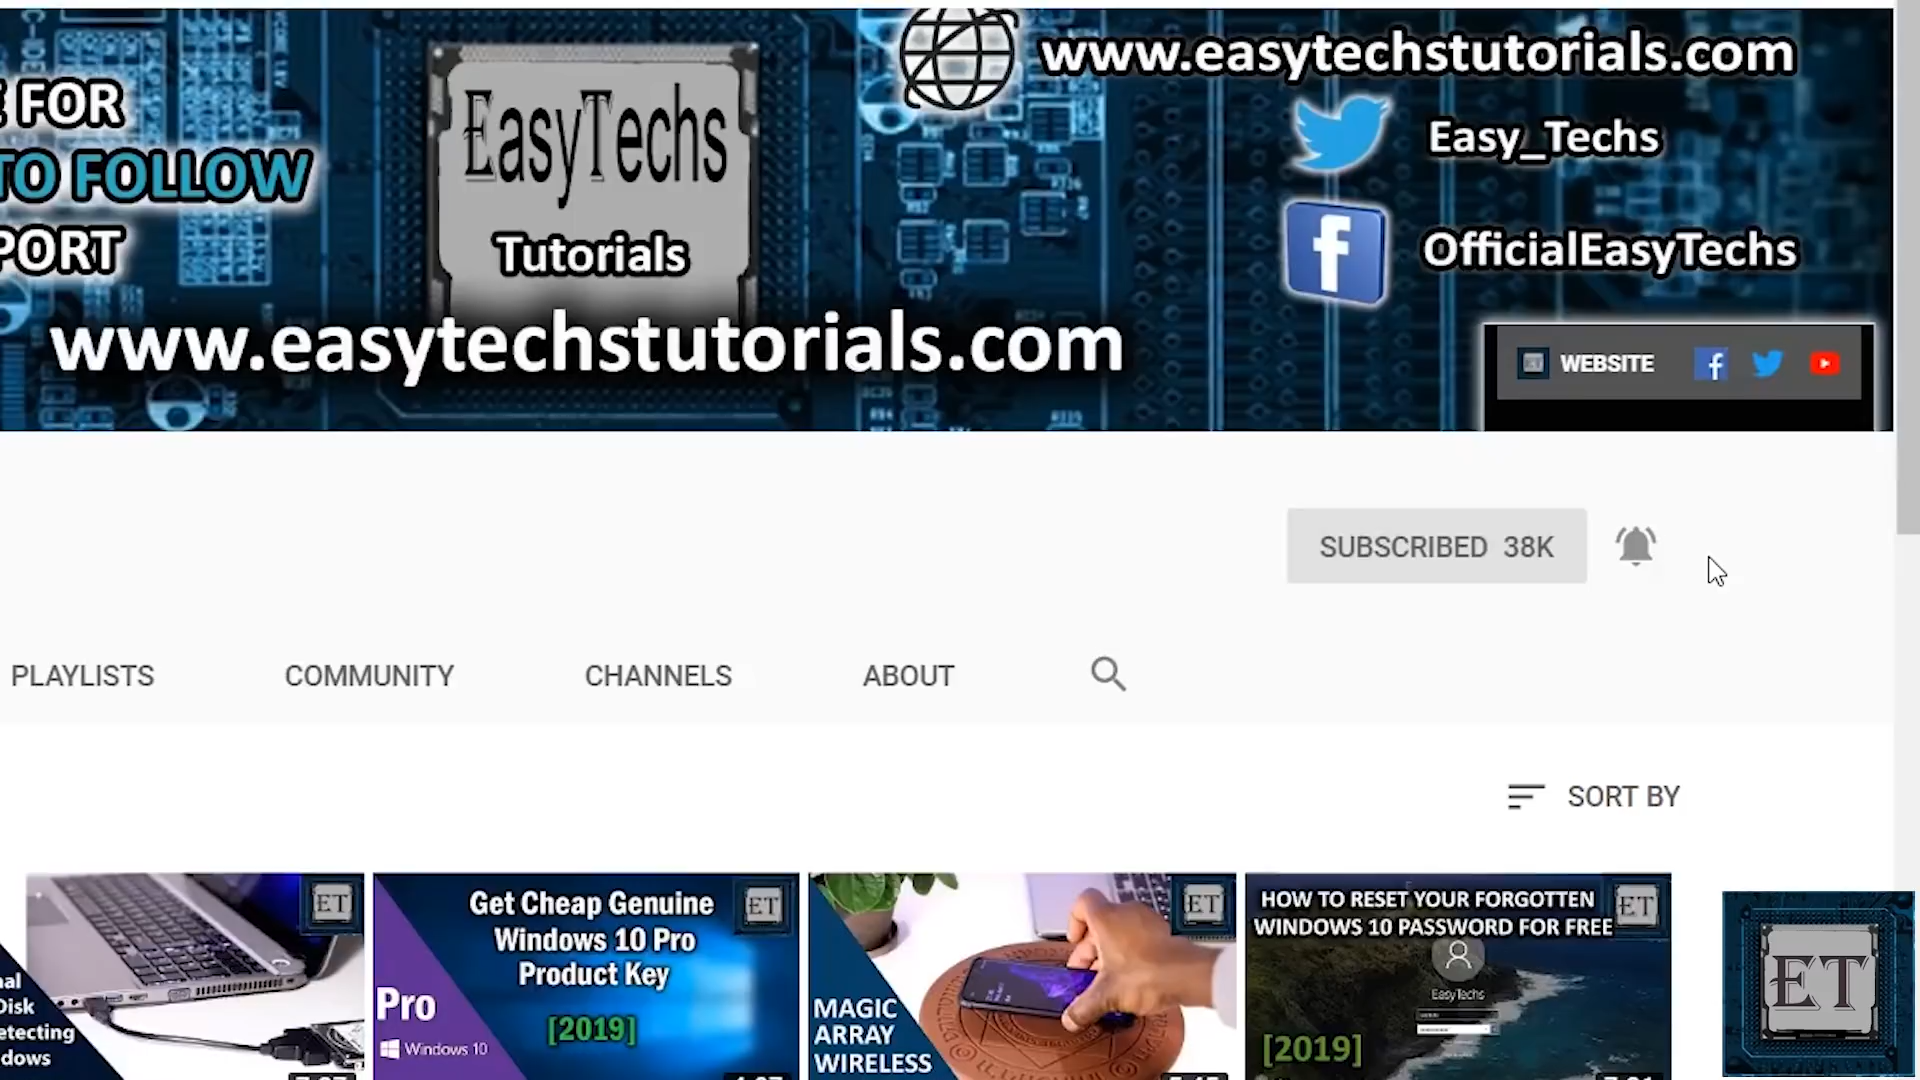 www.easytechstutorials.com
FOR
TO FOLLOW
PORT
EasyTechs
Tutorials
Easy_Techs
OfficialEasyTechs
www.easytechstutorials.com
WEBSITE
SUBSCRIBED 38K
PLAYLISTS
COMMUNITY
CHANNELS
ABOUT
SORT BY
ET
Disk
etecting
dows
Get Cheap Genuine
Windows 10 Pro
Product Key
[2019]
Pro
Windows 10
ET
MAGIC
ARRAY
WIRELESS
ET
HOW TO RESET YOUR FORGOTTEN
WINDOWS 10 PASSWORD FOR FREE
EasyTechs
[2019]
ET
ET